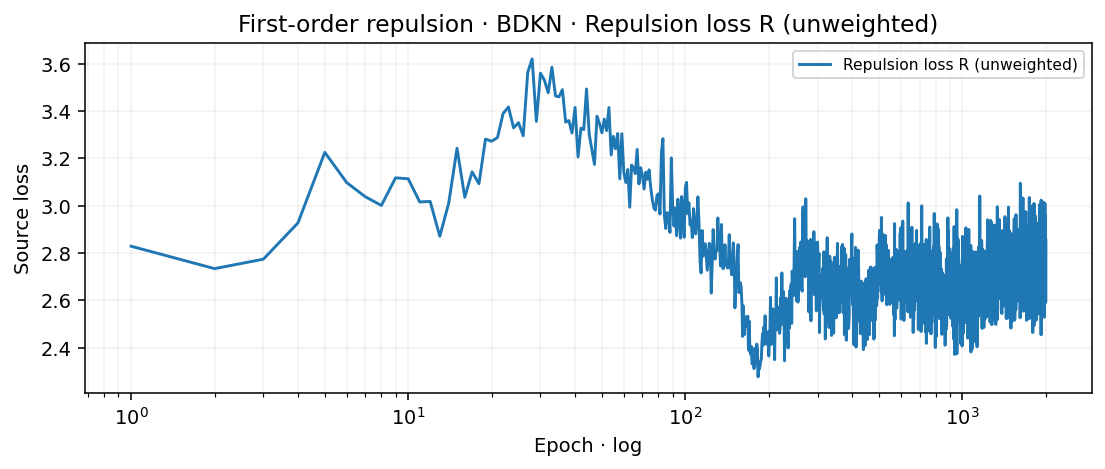 First-order repulsion · BDKN · Repulsion loss R (unweighted)
Repulsion loss R (unweighted)
Source loss
3.6
3.4
3.2
3.0
2.8
2.6
2.4
10⁰ 10¹ 10² 10³
Epoch · log